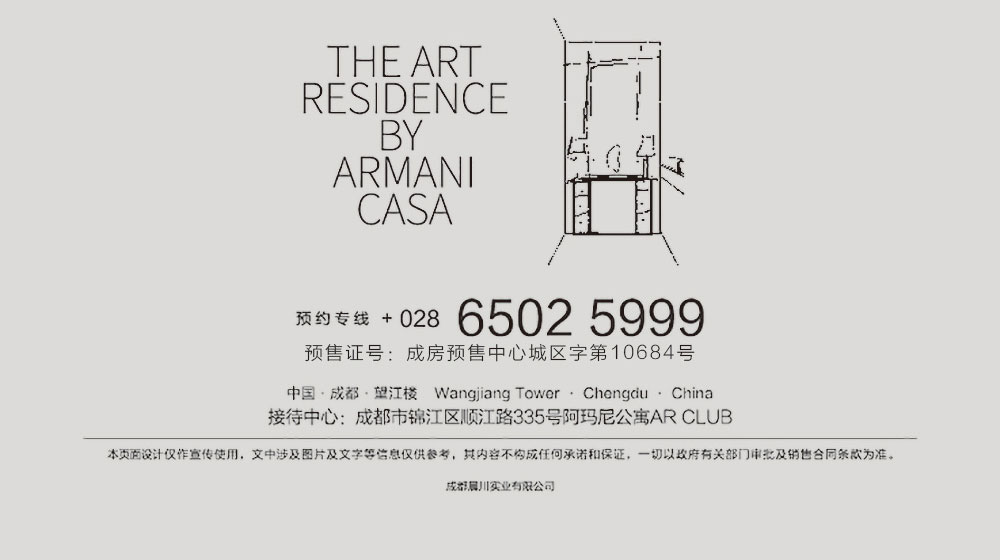 THE ART
RESIDENCE
BY
ARMANI
CASA
预约专线 + 028 6502 5999
预售证号：成房预售中心城区字第10684号
中国 · 成都 · 望江楼 Wangjiang Tower · Chengdu · China
接待中心：成都市锦江区顺江路335号阿玛尼公寓AR CLUB
本页面设计仅作宣传使用，文中涉及图片及文字等信息仅供参考，其内容不构成任何承诺和保证，一切以政府有关部门审批及销售合同条款为准。
成都晨川实业有限公司